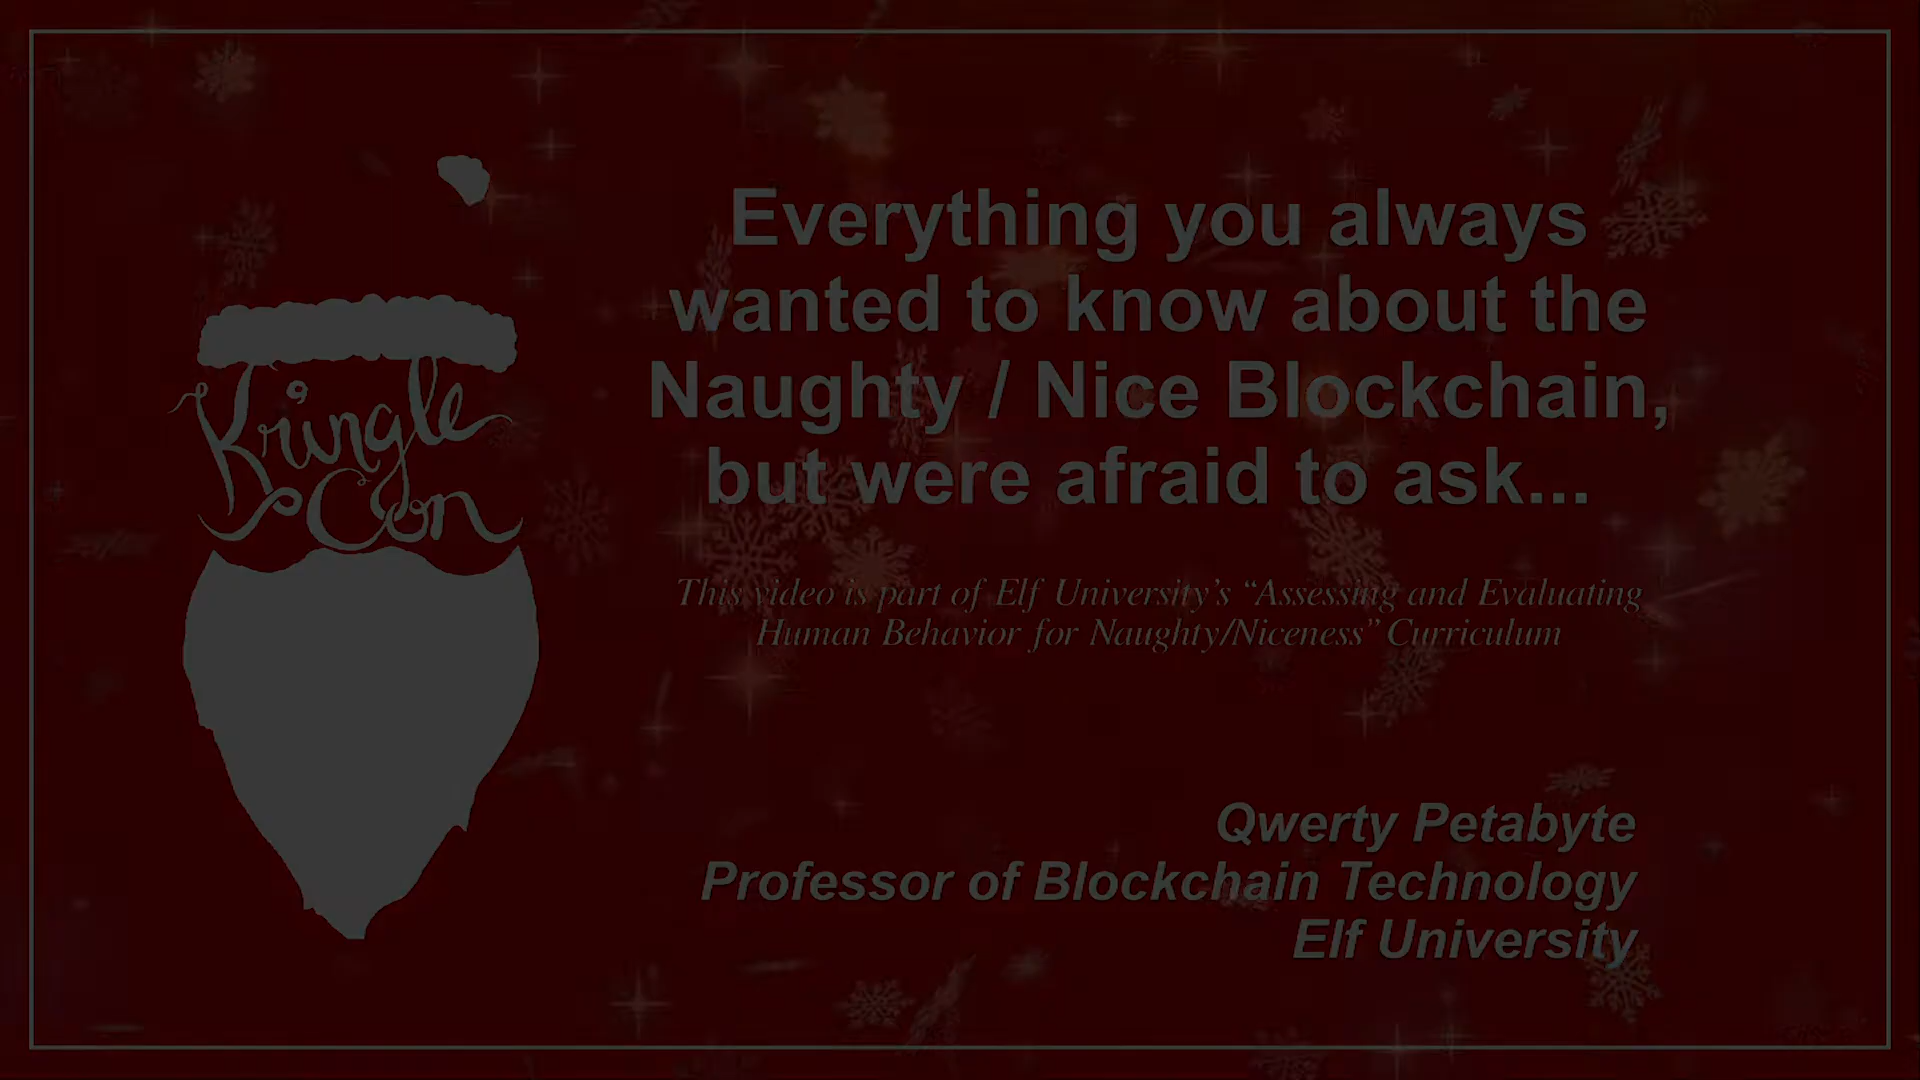 Kringle
Con
Everything you always
wanted to know about the
Naughty / Nice Blockchain,
but were afraid to ask...
This video is part of Elf University’s “Assessing and Evaluating
Human Behavior for Naughty/Niceness” Curriculum
Qwerty Petabyte
Professor of Blockchain Technology
Elf University